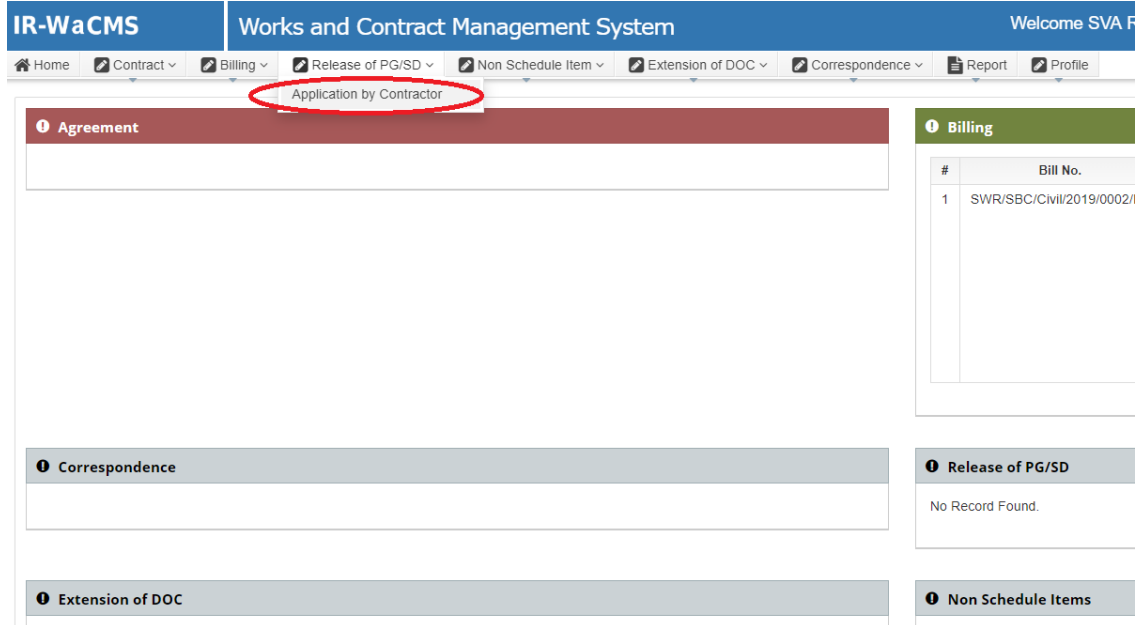 IR-WaCMS Works and Contract Management System Welcome SVA R
Home Contract Billing Release of PG/SD Non Schedule Item Extension of DOC Correspondence Report Profile
Application by Contractor
Agreement
Billing
# Bill No.
1 SWR/SBC/Civil/2019/0002/
Correspondence
Release of PG/SD
No Record Found.
Extension of DOC
Non Schedule Items